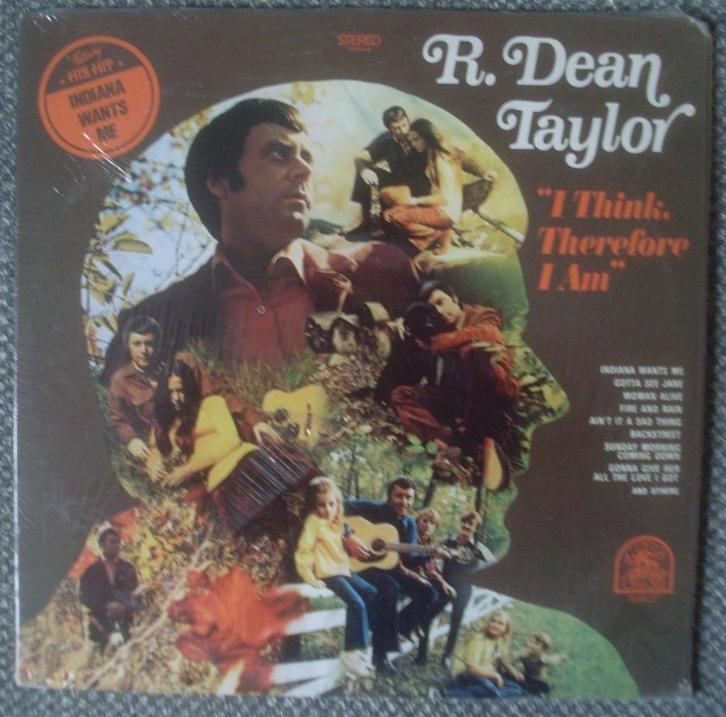 HIS HIT
INDIANA
WANTS
ME
STEREO
R. Dean
Taylor
"I Think,
Therefore
I Am"
INDIANA WANTS ME
GOTTA SEE JANE
WOMAN ALIVE
FIRE AND RAIN
AIN'T IT A SAD THING
BACKSTREET
SUNDAY MORNING
COMING DOWN
GONNA GIVE HER
ALL THE LOVE I GOT
AND OTHERS